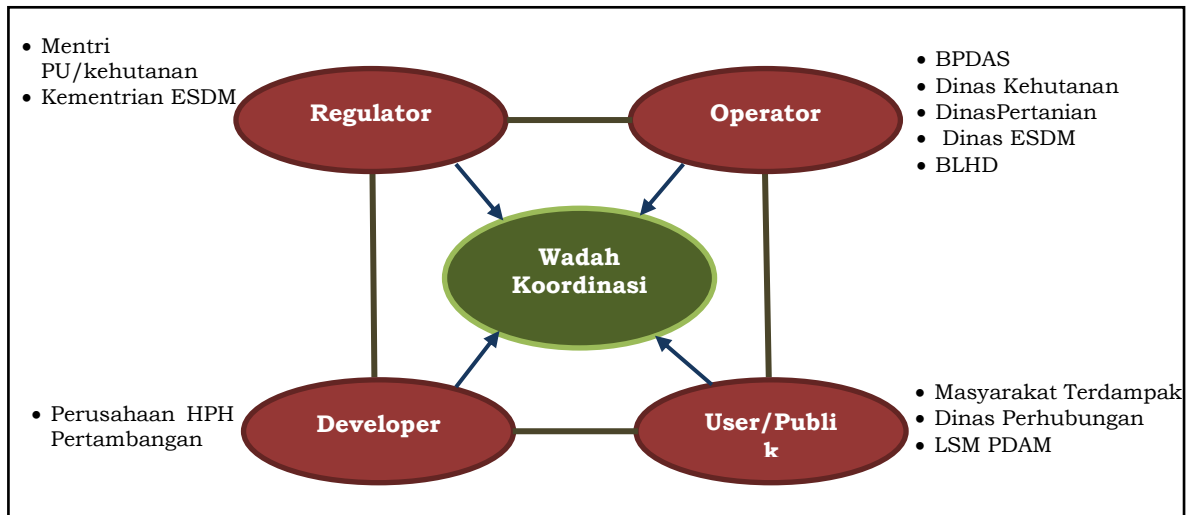 • Mentri
PU/kehutanan
• Kementrian ESDM
Regulator
Operator
• BPDAS
• Dinas Kehutanan
• DinasPertanian
• Dinas ESDM
• BLHD
Wadah
Koordinasi
• Perusahaan HPH
Pertambangan
Developer
User/Publi
k
• Masyarakat Terdampak
• Dinas Perhubungan
• LSM PDAM